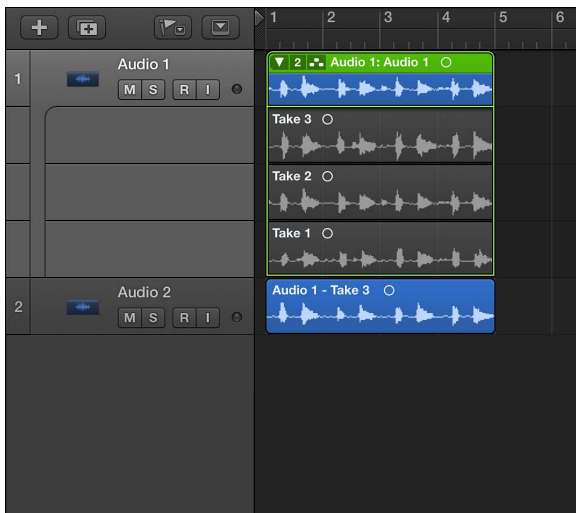 1 2 3 4 5 6
1 Audio 1
M S R I
2 Audio 1: Audio 1
Take 3
Take 2
Take 1
2 Audio 2
M S R I
Audio 1 - Take 3